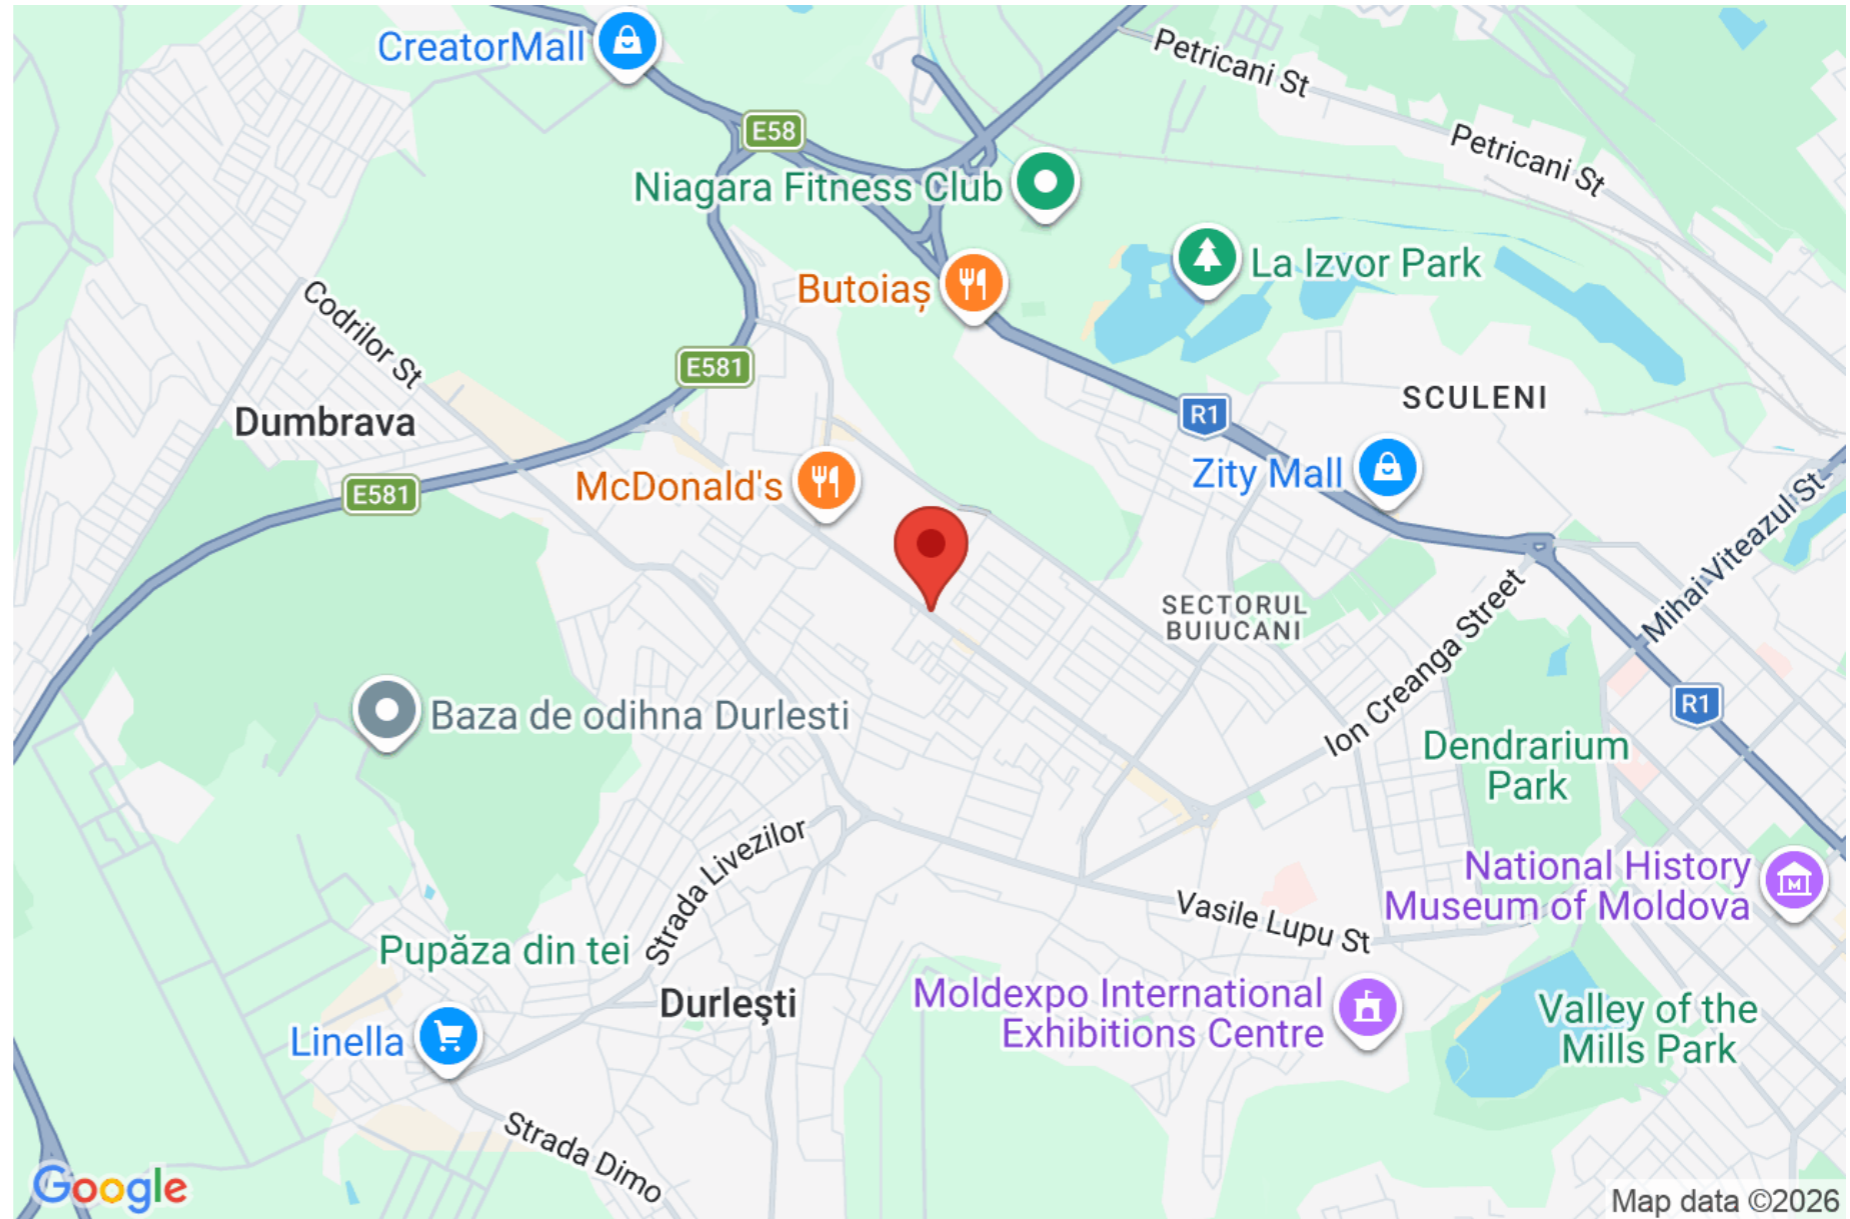 CreatorMall
Petricani St
E58
Petricani St
Niagara Fitness Club
La Izvor Park
Butoiaș
Codrilor St
E581
SCULENI
R1
Dumbrava
Zity Mall
McDonald's
E581
Mihai Viteazul St
SECTORUL
BUIUCANI
Ion Creanga Street
R1
Baza de odihna Durlesti
Dendrarium
Park
Strada Livezilor
National History
Museum of Moldova
Vasile Lupu St
Pupăza din tei
Durleşti
Moldexpo International
Exhibitions Centre
Valley of the
Mills Park
Linella
Strada Dimo
Google
Map data ©2026